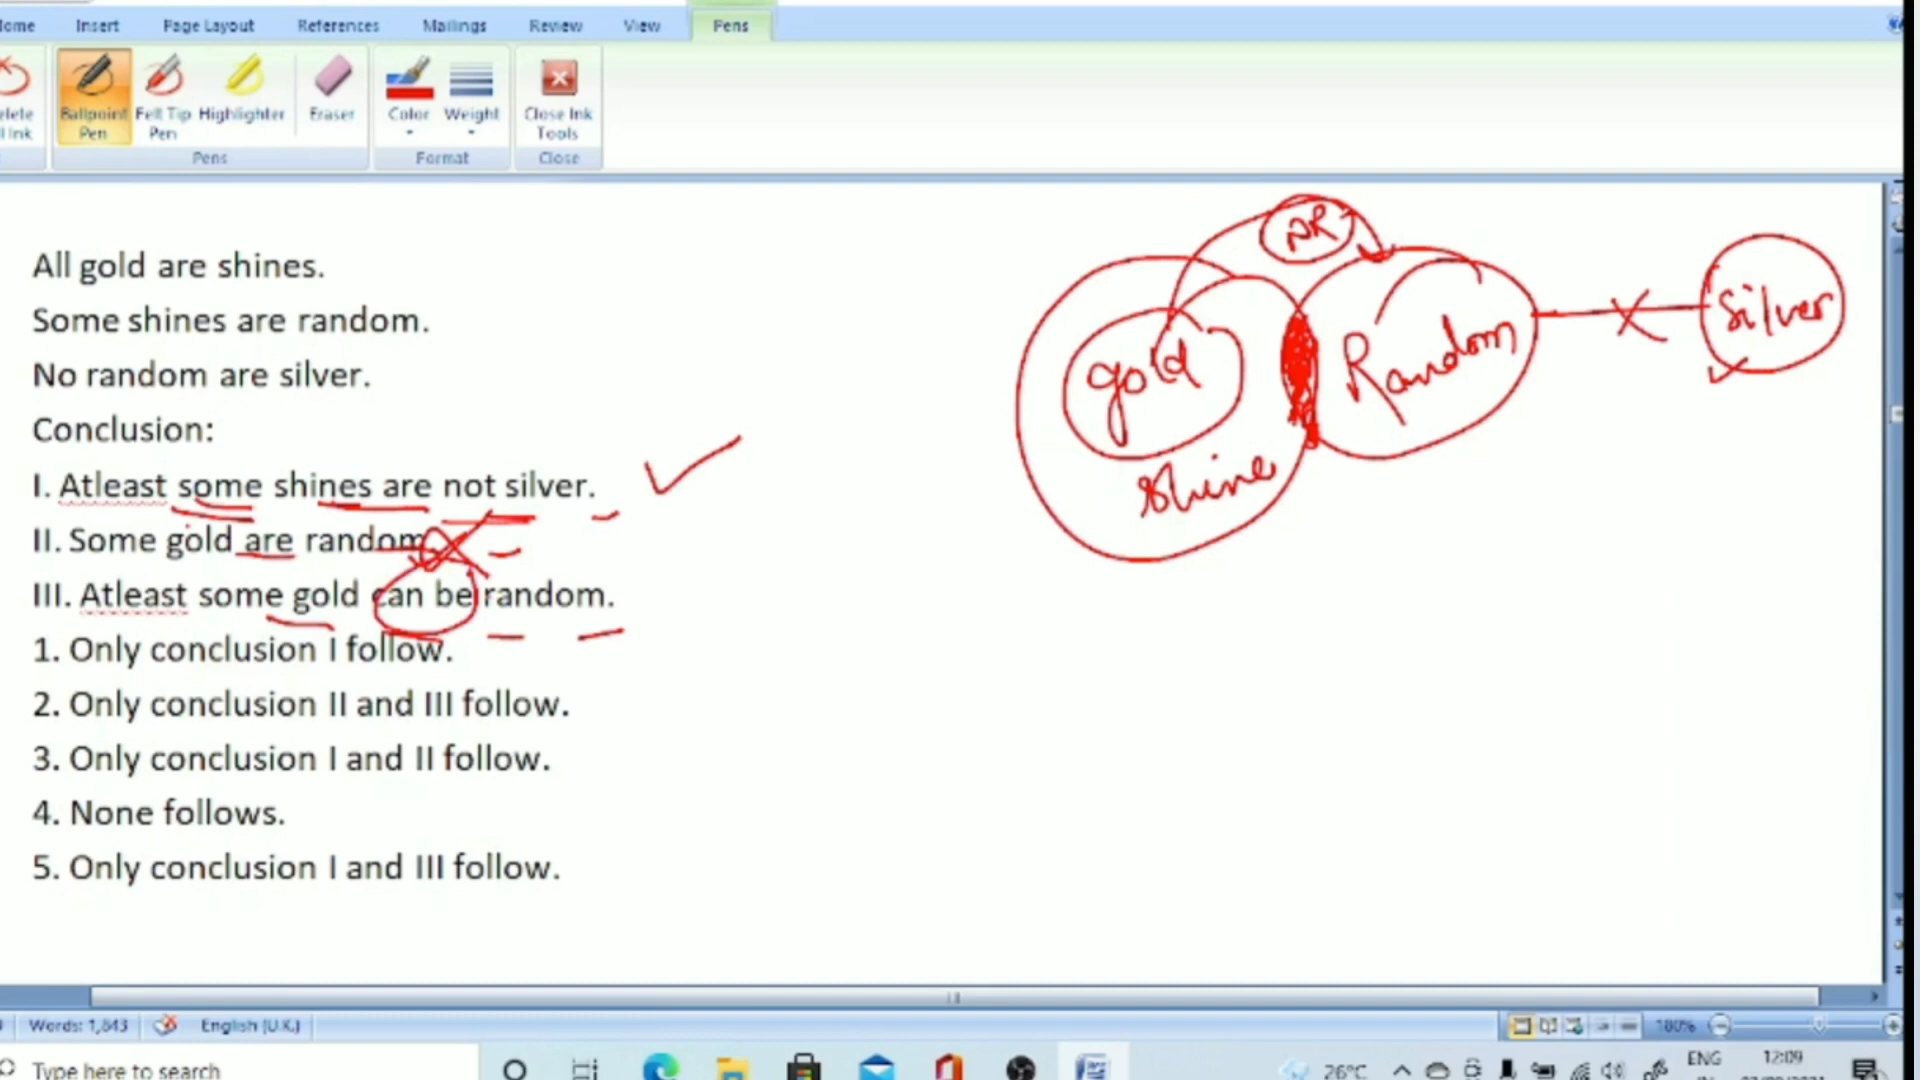 ome Insert Page Layout References Mailings Review View Pens
elete Ballpoint Felt Tip Highlighter Eraser Color Weight Close Ink
l Ink Pen Pen Tools
Pens Format Close
All gold are shines.
Some shines are random.
No random are silver.
Conclusion:
I. Atleast some shines are not silver.
II. Some gold are random
III. Atleast some gold can be random.
1. Only conclusion I follow.
2. Only conclusion II and III follow.
3. Only conclusion I and II follow.
4. None follows.
5. Only conclusion I and III follow.
NR
gold
Random
Silver
Shine
Words: 1,643 English (U.K.) 180%
Type here to search 26°C ENG 12:09